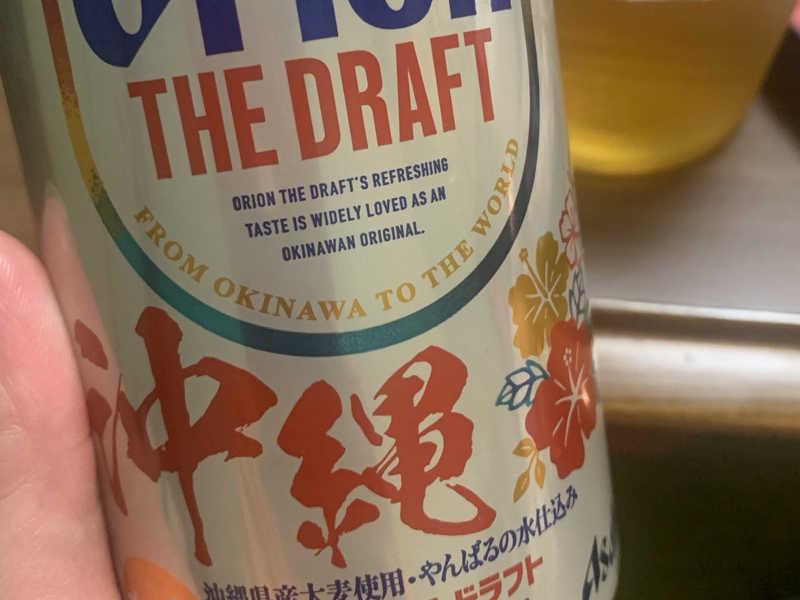 ORION
THE DRAFT
ORION THE DRAFT'S REFRESHING
TASTE IS WIDELY LOVED AS AN
OKINAWAN ORIGINAL.
FROM OKINAWA TO THE WORLD
沖縄
沖縄県産大麦使用・やんばるの水仕込み
ドラフト